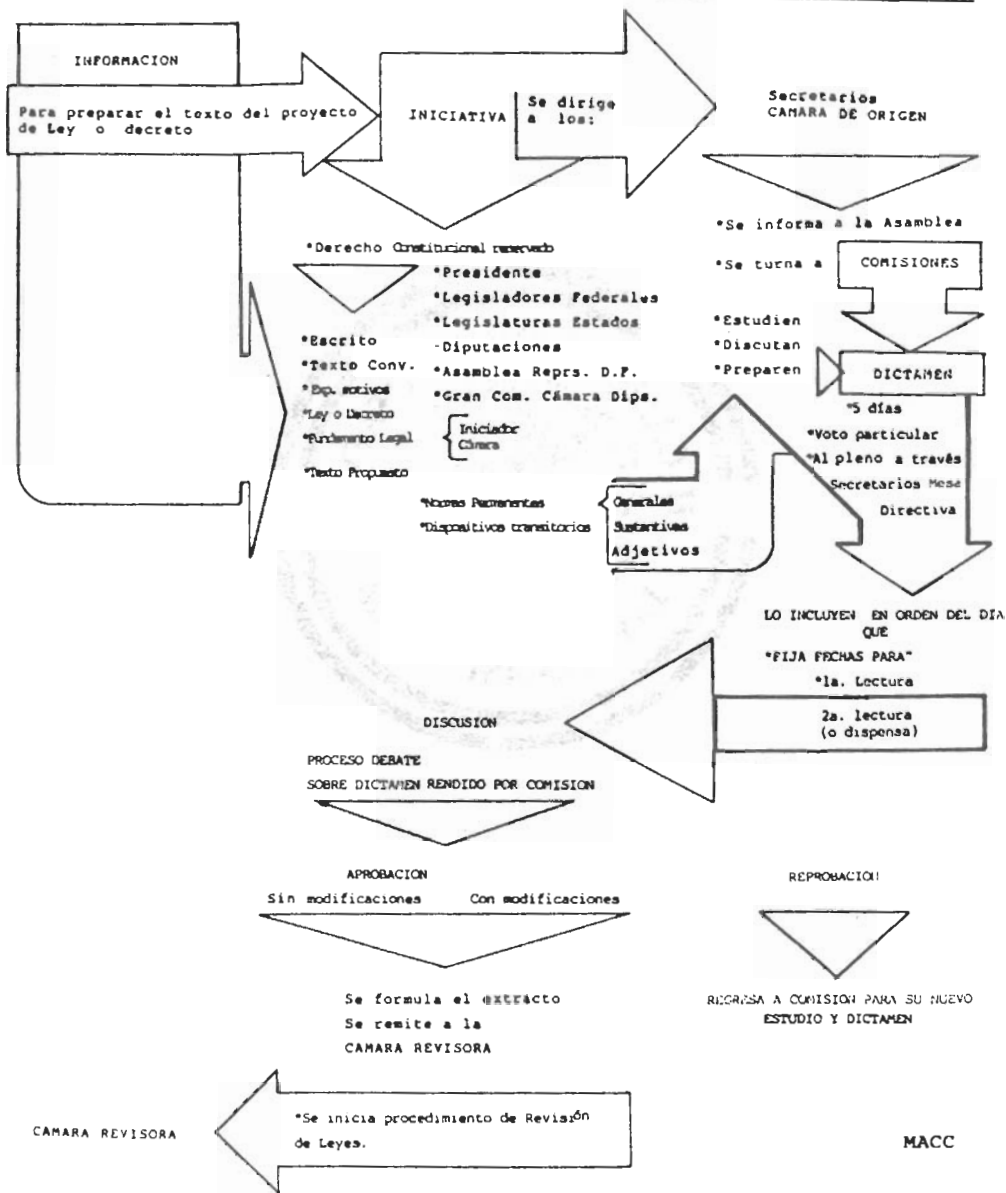 INFORMACION
Para preparar el texto del proyecto
de Ley o decreto
INICIATIVA
Se dirige
a los:
Secretarios
CAMARA DE ORIGEN
*Se informa a la Asamblea
*Se turna a
COMISIONES
*Estudien
*Discutan
*Preparen
DICTAMEN
*5 días
*Voto particular
*Al pleno a través
Secretarios Mesa
Directiva
*Derecho Constitucional reservado
*Presidente
*Legisladores Federales
*Legislaturas Estados
-Diputaciones
*Asamblea Reprs. D.F.
*Gran Com. Cámara Dips.
*Escrito
*Texto Conv.
*Exp. motivos
*Ley o Decreto
*Fundamento Legal
Iniciador
Cámara
*Texto Propuesto
*Normas Permanentes
*Dispositivos transitorios
Generales
Sustantivas
Adjetivos
LO INCLUYEN EN ORDEN DEL DIA
QUE
*FIJA FECHAS PARA"
*1a. Lectura
2a. lectura
(o dispensa)
DISCUSION
PROCESO DEBATE
SOBRE DICTAMEN RENDIDO POR COMISION
APROBACION
Sin modificaciones Con modificaciones
REPROBACION
Se formula el extracto
Se remite a la
CAMARA REVISORA
REGRESA A COMISION PARA SU NUEVO
ESTUDIO Y DICTAMEN
CAMARA REVISORA
*Se inicia procedimiento de Revisión
de Leyes.
MACC